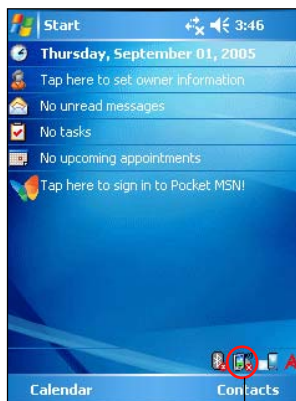 Start 3:46
Thursday, September 01, 2005
Tap here to set owner information
No unread messages
No tasks
No upcoming appointments
Tap here to sign in to Pocket MSN!
A
Calendar Contacts